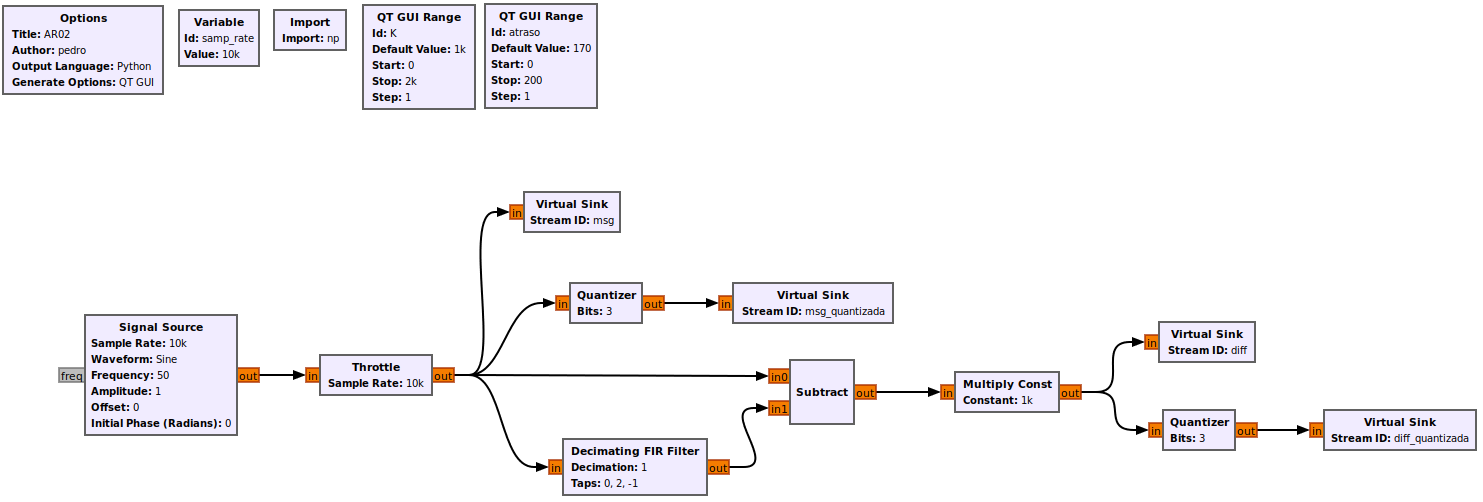 Options
Title: AR02
Author: pedro
Output Language: Python
Generate Options: QT GUI
Variable
Id: samp_rate
Value: 10k
Import
Import: np
QT GUI Range
Id: K
Default Value: 1k
Start: 0
Stop: 2k
Step: 1
QT GUI Range
Id: atraso
Default Value: 170
Start: 0
Stop: 200
Step: 1
Virtual Sink
Stream ID: msg
in
Quantizer
Bits: 3
in
out
Virtual Sink
Stream ID: msg_quantizada
in
Signal Source
Sample Rate: 10k
Waveform: Sine
Frequency: 50
Amplitude: 1
Offset: 0
Initial Phase (Radians): 0
freq
out
Throttle
Sample Rate: 10k
in
out
Subtract
in0
in1
out
Decimating FIR Filter
Decimation: 1
Taps: 0, 2, -1
in
out
Multiply Const
Constant: 1k
in
out
Virtual Sink
Stream ID: diff
in
Quantizer
Bits: 3
in
out
Virtual Sink
Stream ID: diff_quantizada
in